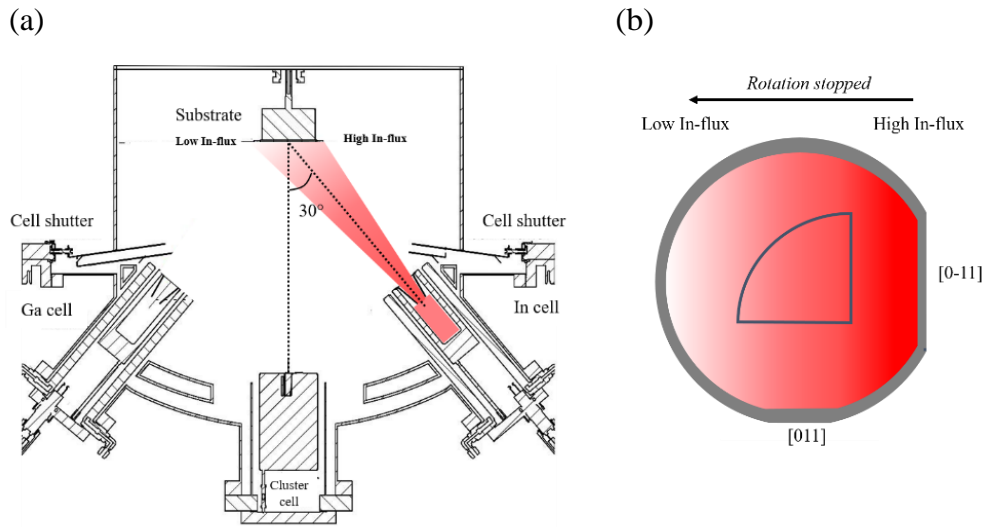 (a)
(b)
Substrate
Low In-flux
High In-flux
30°
Cell shutter
Cell shutter
Ga cell
In cell
Cluster
cell
Rotation stopped
Low In-flux
High In-flux
[0-11]
[011]